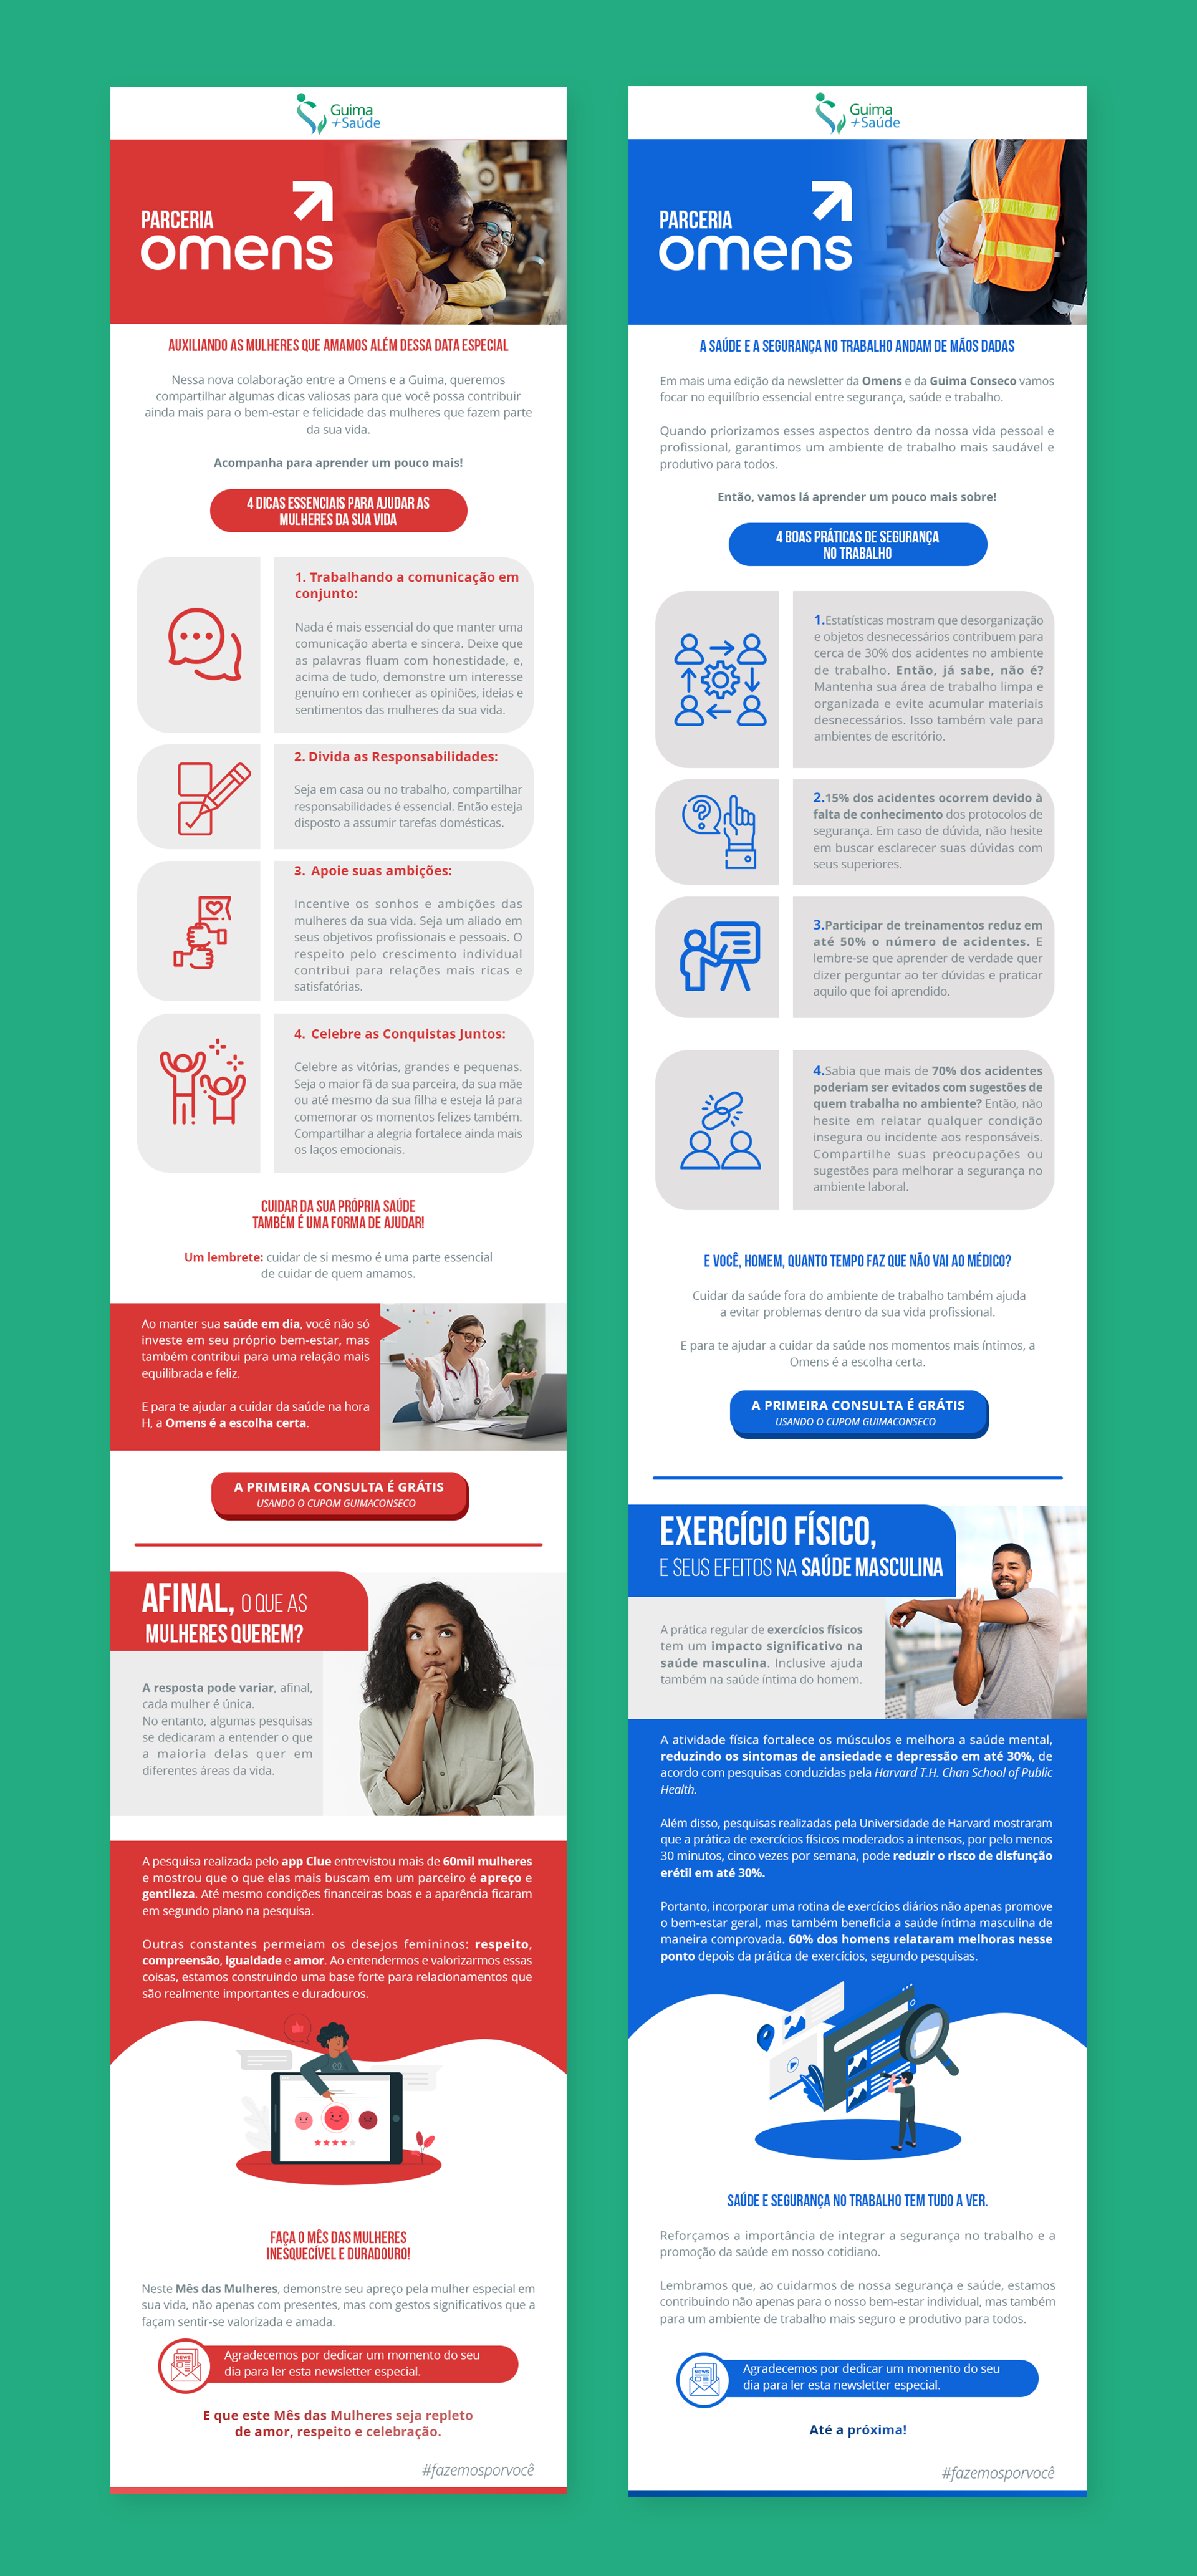 Guima
+Saúde
PARCERIA
omens
AUXILIANDO AS MULHERES QUE AMAMOS ALÉM DESSA DATA ESPECIAL
Nessa nova colaboração entre a Omens e a Guima, queremos
compartilhar algumas dicas valiosas para que você possa contribuir
ainda mais para o bem-estar e felicidade das mulheres que fazem parte
da sua vida.
Acompanha para aprender um pouco mais!
4 DICAS ESSENCIAIS PARA AJUDAR AS
MULHERES DA SUA VIDA
1. Trabalhando a comunicação em
conjunto:
Nada é mais essencial do que manter uma
comunicação aberta e sincera. Deixe que
as palavras fluam com honestidade, e,
acima de tudo, demonstre um interesse
genuíno em conhecer as opiniões, ideias e
sentimentos das mulheres da sua vida.
2. Divida as Responsabilidades:
Seja em casa ou no trabalho, compartilhar
responsabilidades é essencial. Então esteja
disposto a assumir tarefas domésticas.
3. Apoie suas ambições:
Incentive os sonhos e ambições das
mulheres da sua vida. Seja um aliado em
seus objetivos profissionais e pessoais. O
respeito pelo crescimento individual
contribui para relações mais ricas e
satisfatórias.
4. Celebre as Conquistas Juntos:
Celebre as vitórias, grandes e pequenas.
Seja o maior fã da sua parceira, da sua mãe
ou até mesmo da sua filha e esteja lá para
comemorar os momentos felizes também.
Compartilhar a alegria fortalece ainda mais
os laços emocionais.
CUIDAR DA SUA PRÓPRIA SAÚDE
TAMBÉM É UMA FORMA DE AJUDAR!
Um lembrete: cuidar de si mesmo é uma parte essencial
de cuidar de quem amamos.
Ao manter sua saúde em dia, você não só
investe em seu próprio bem-estar, mas
também contribui para uma relação mais
equilibrada e feliz.
E para te ajudar a cuidar da saúde na hora
H, a Omens é a escolha certa.
A PRIMEIRA CONSULTA É GRÁTIS
USANDO O CUPOM GUIMACONSECO
AFINAL, O QUE AS
MULHERES QUEREM?
A resposta pode variar, afinal,
cada mulher é única.
No entanto, algumas pesquisas
se dedicaram a entender o que
a maioria delas quer em
diferentes áreas da vida.
A pesquisa realizada pelo app Clue entrevistou mais de 60mil mulheres
e mostrou que o que elas mais buscam em um parceiro é apreço e
gentileza. Até mesmo condições financeiras boas e a aparência ficaram
em segundo plano na pesquisa.
Outras constantes permeiam os desejos femininos: respeito,
compreensão, igualdade e amor. Ao entendermos e valorizarmos essas
coisas, estamos construindo uma base forte para relacionamentos que
são realmente importantes e duradouros.
FAÇA O MÊS DAS MULHERES
INESQUECÍVEL E DURADOURO!
Neste Mês das Mulheres, demonstre seu apreço pela mulher especial em
sua vida, não apenas com presentes, mas com gestos significativos que a
façam sentir-se valorizada e amada.
NEWS
Agradecemos por dedicar um momento do seu
dia para ler esta newsletter especial.
E que este Mês das Mulheres seja repleto
de amor, respeito e celebração.
#fazemosporvocê
Guima
+Saúde
PARCERIA
omens
A SAÚDE E A SEGURANÇA NO TRABALHO ANDAM DE MÃOS DADAS
Em mais uma edição da newsletter da Omens e da Guima Conseco vamos
focar no equilíbrio essencial entre segurança, saúde e trabalho.
Quando priorizamos esses aspectos dentro da nossa vida pessoal e
profissional, garantimos um ambiente de trabalho mais saudável e
produtivo para todos.
Então, vamos lá aprender um pouco mais sobre!
4 BOAS PRÁTICAS DE SEGURANÇA
NO TRABALHO
1.Estatísticas mostram que desorganização
e objetos desnecessários contribuem para
cerca de 30% dos acidentes no ambiente
de trabalho. Então, já sabe, não é?
Mantenha sua área de trabalho limpa e
organizada e evite acumular materiais
desnecessários. Isso também vale para
ambientes de escritório.
2.15% dos acidentes ocorrem devido à
falta de conhecimento dos protocolos de
segurança. Em caso de dúvida, não hesite
em buscar esclarecer suas dúvidas com
seus superiores.
3.Participar de treinamentos reduz em
até 50% o número de acidentes. E
lembre-se que aprender de verdade quer
dizer perguntar ao ter dúvidas e praticar
aquilo que foi aprendido.
4.Sabia que mais de 70% dos acidentes
poderiam ser evitados com sugestões de
quem trabalha no ambiente? Então, não
hesite em relatar qualquer condição
insegura ou incidente aos responsáveis.
Compartilhe suas preocupações ou
sugestões para melhorar a segurança no
ambiente laboral.
E VOCÊ, HOMEM, QUANTO TEMPO FAZ QUE NÃO VAI AO MÉDICO?
Cuidar da saúde fora do ambiente de trabalho também ajuda
a evitar problemas dentro da sua vida profissional.
E para te ajudar a cuidar da saúde nos momentos mais íntimos, a
Omens é a escolha certa.
A PRIMEIRA CONSULTA É GRÁTIS
USANDO O CUPOM GUIMACONSECO
EXERCÍCIO FÍSICO,
E SEUS EFEITOS NA SAÚDE MASCULINA
A prática regular de exercícios físicos
tem um impacto significativo na
saúde masculina. Inclusive ajuda
também na saúde íntima do homem.
A atividade física fortalece os músculos e melhora a saúde mental,
reduzindo os sintomas de ansiedade e depressão em até 30%, de
acordo com pesquisas conduzidas pela Harvard T.H. Chan School of Public
Health.
Além disso, pesquisas realizadas pela Universidade de Harvard mostraram
que a prática de exercícios físicos moderados a intensos, por pelo menos
30 minutos, cinco vezes por semana, pode reduzir o risco de disfunção
erétil em até 30%.
Portanto, incorporar uma rotina de exercícios diários não apenas promove
o bem-estar geral, mas também beneficia a saúde íntima masculina de
maneira comprovada. 60% dos homens relataram melhoras nesse
ponto depois da prática de exercícios, segundo pesquisas.
SAÚDE E SEGURANÇA NO TRABALHO TEM TUDO A VER.
Reforçamos a importância de integrar a segurança no trabalho e a
promoção da saúde em nosso cotidiano.
Lembramos que, ao cuidarmos de nossa segurança e saúde, estamos
contribuindo não apenas para o nosso bem-estar individual, mas também
para um ambiente de trabalho mais seguro e produtivo para todos.
NEWS
Agradecemos por dedicar um momento do seu
dia para ler esta newsletter especial.
Até a próxima!
#fazemosporvocê